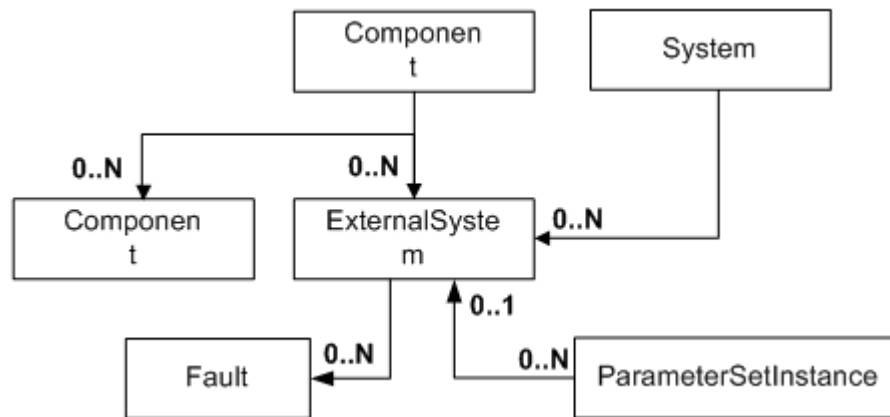 Componen
t
System
0..N
0..N
Componen
t
ExternalSyste
m
0..N
0..1
Fault
0..N
0..N
ParameterSetInstance